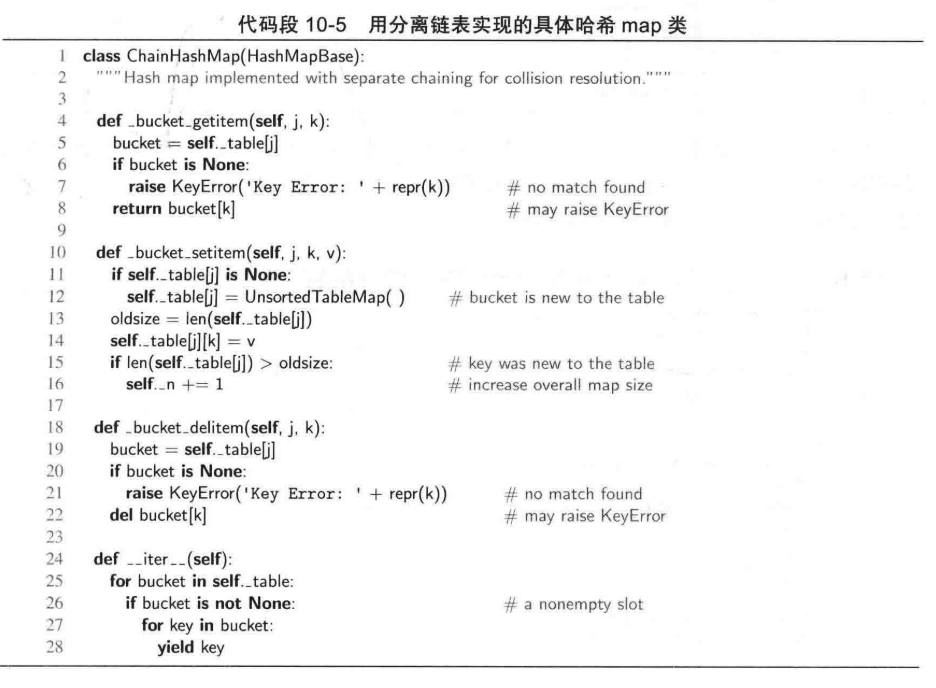 代码段 10-5 用分离链表实现的具体哈希 map 类
1 class ChainHashMap(HashMapBase):
2   """Hash map implemented with separate chaining for collision resolution."""
3
4   def _bucket_getitem(self, j, k):
5     bucket = self._table[j]
6     if bucket is None:
7       raise KeyError('Key Error: ' + repr(k))    # no match found
8     return bucket[k]    # may raise KeyError
9
10   def _bucket_setitem(self, j, k, v):
11     if self._table[j] is None:
12       self._table[j] = UnsortedTableMap( )    # bucket is new to the table
13     oldsize = len(self._table[j])
14     self._table[j][k] = v
15     if len(self._table[j]) > oldsize:    # key was new to the table
16       self._n += 1    # increase overall map size
17
18   def _bucket_delitem(self, j, k):
19     bucket = self._table[j]
20     if bucket is None:
21       raise KeyError('Key Error: ' + repr(k))    # no match found
22     del bucket[k]    # may raise KeyError
23
24   def __iter__(self):
25     for bucket in self._table:
26       if bucket is not None:    # a nonempty slot
27         for key in bucket:
28           yield key